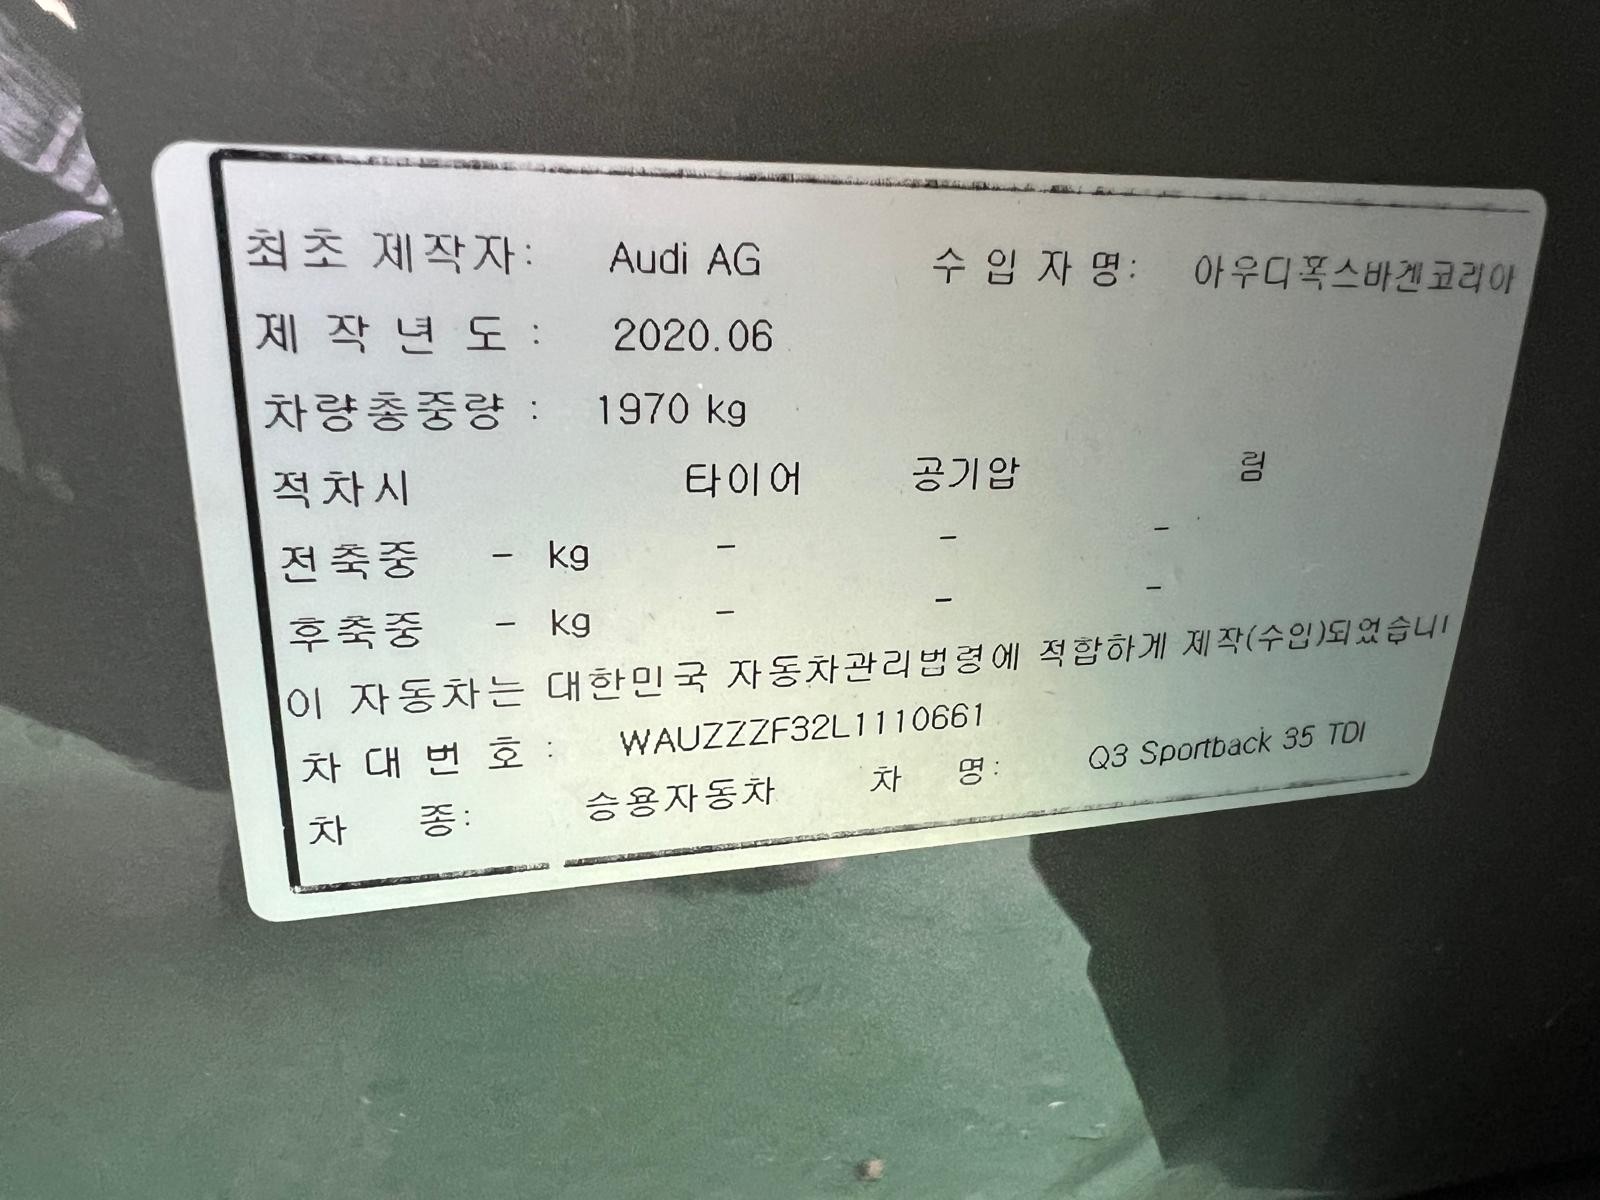 최초 제작자: Audi AG 수 입 자 명: 아우디폭스바겐코리아
제 작 년 도 : 2020.06
차량총중량 : 1970 kg
적차시 타이어 공기압 림
전축중 - kg - - -
후축중 - kg - - -
이 자동차는 대한민국 자동차관리법령에 적합하게 제작(수입)되었습니
차 대 번 호 : WAUZZZF32L1110661
차 종: 승용자동차 차 명: Q3 Sportback 35 TDI